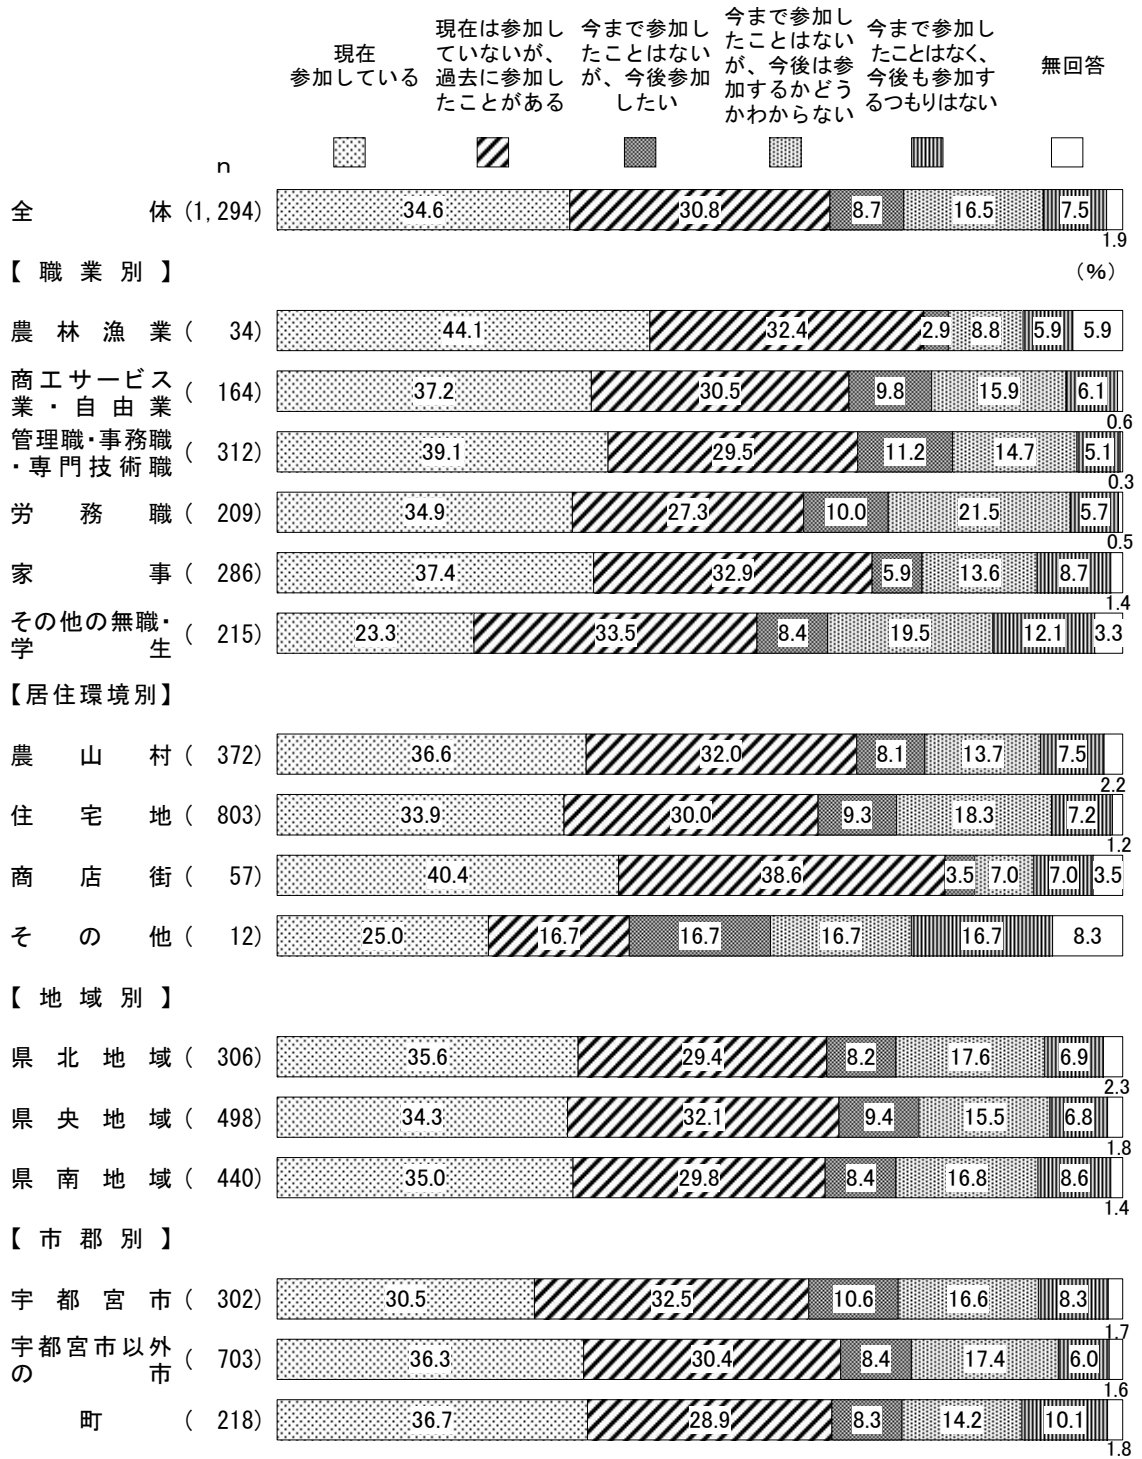 現在
参加している
現在は参加し
ていないが、
過去に参加し
たことがある
今まで参加し
たことはない
が、今後参加
したい
今まで参加し
たことはない
が、今後は参
加するかどう
かわからない
今まで参加し
たことはなく、
今後も参加す
るつもりはない
無回答
n
全体 (1,294) 34.6 30.8 8.7 16.5 7.5
1.9
【職業別】 (%)
農林漁業 ( 34) 44.1 32.4 2.9 8.8 5.9 5.9
商工サービス
業・自由業 ( 164) 37.2 30.5 9.8 15.9 6.1
0.6
管理職・事務職
・専門技術職 ( 312) 39.1 29.5 11.2 14.7 5.1
0.3
労務職 ( 209) 34.9 27.3 10.0 21.5 5.7
0.5
家事 ( 286) 37.4 32.9 5.9 13.6 8.7
1.4
その他の無職・
学生 ( 215) 23.3 33.5 8.4 19.5 12.1 3.3
【居住環境別】
農山村 ( 372) 36.6 32.0 8.1 13.7 7.5
2.2
住宅地 ( 803) 33.9 30.0 9.3 18.3 7.2
1.2
商店街 ( 57) 40.4 38.6 3.5 7.0 7.0 3.5
その他 ( 12) 25.0 16.7 16.7 16.7 16.7 8.3
【地域別】
県北地域 ( 306) 35.6 29.4 8.2 17.6 6.9
2.3
県央地域 ( 498) 34.3 32.1 9.4 15.5 6.8
1.8
県南地域 ( 440) 35.0 29.8 8.4 16.8 8.6
1.4
【市郡別】
宇都宮市 ( 302) 30.5 32.5 10.6 16.6 8.3
1.7
宇都宮市以外
の市 ( 703) 36.3 30.4 8.4 17.4 6.0
1.6
町 ( 218) 36.7 28.9 8.3 14.2 10.1
1.8